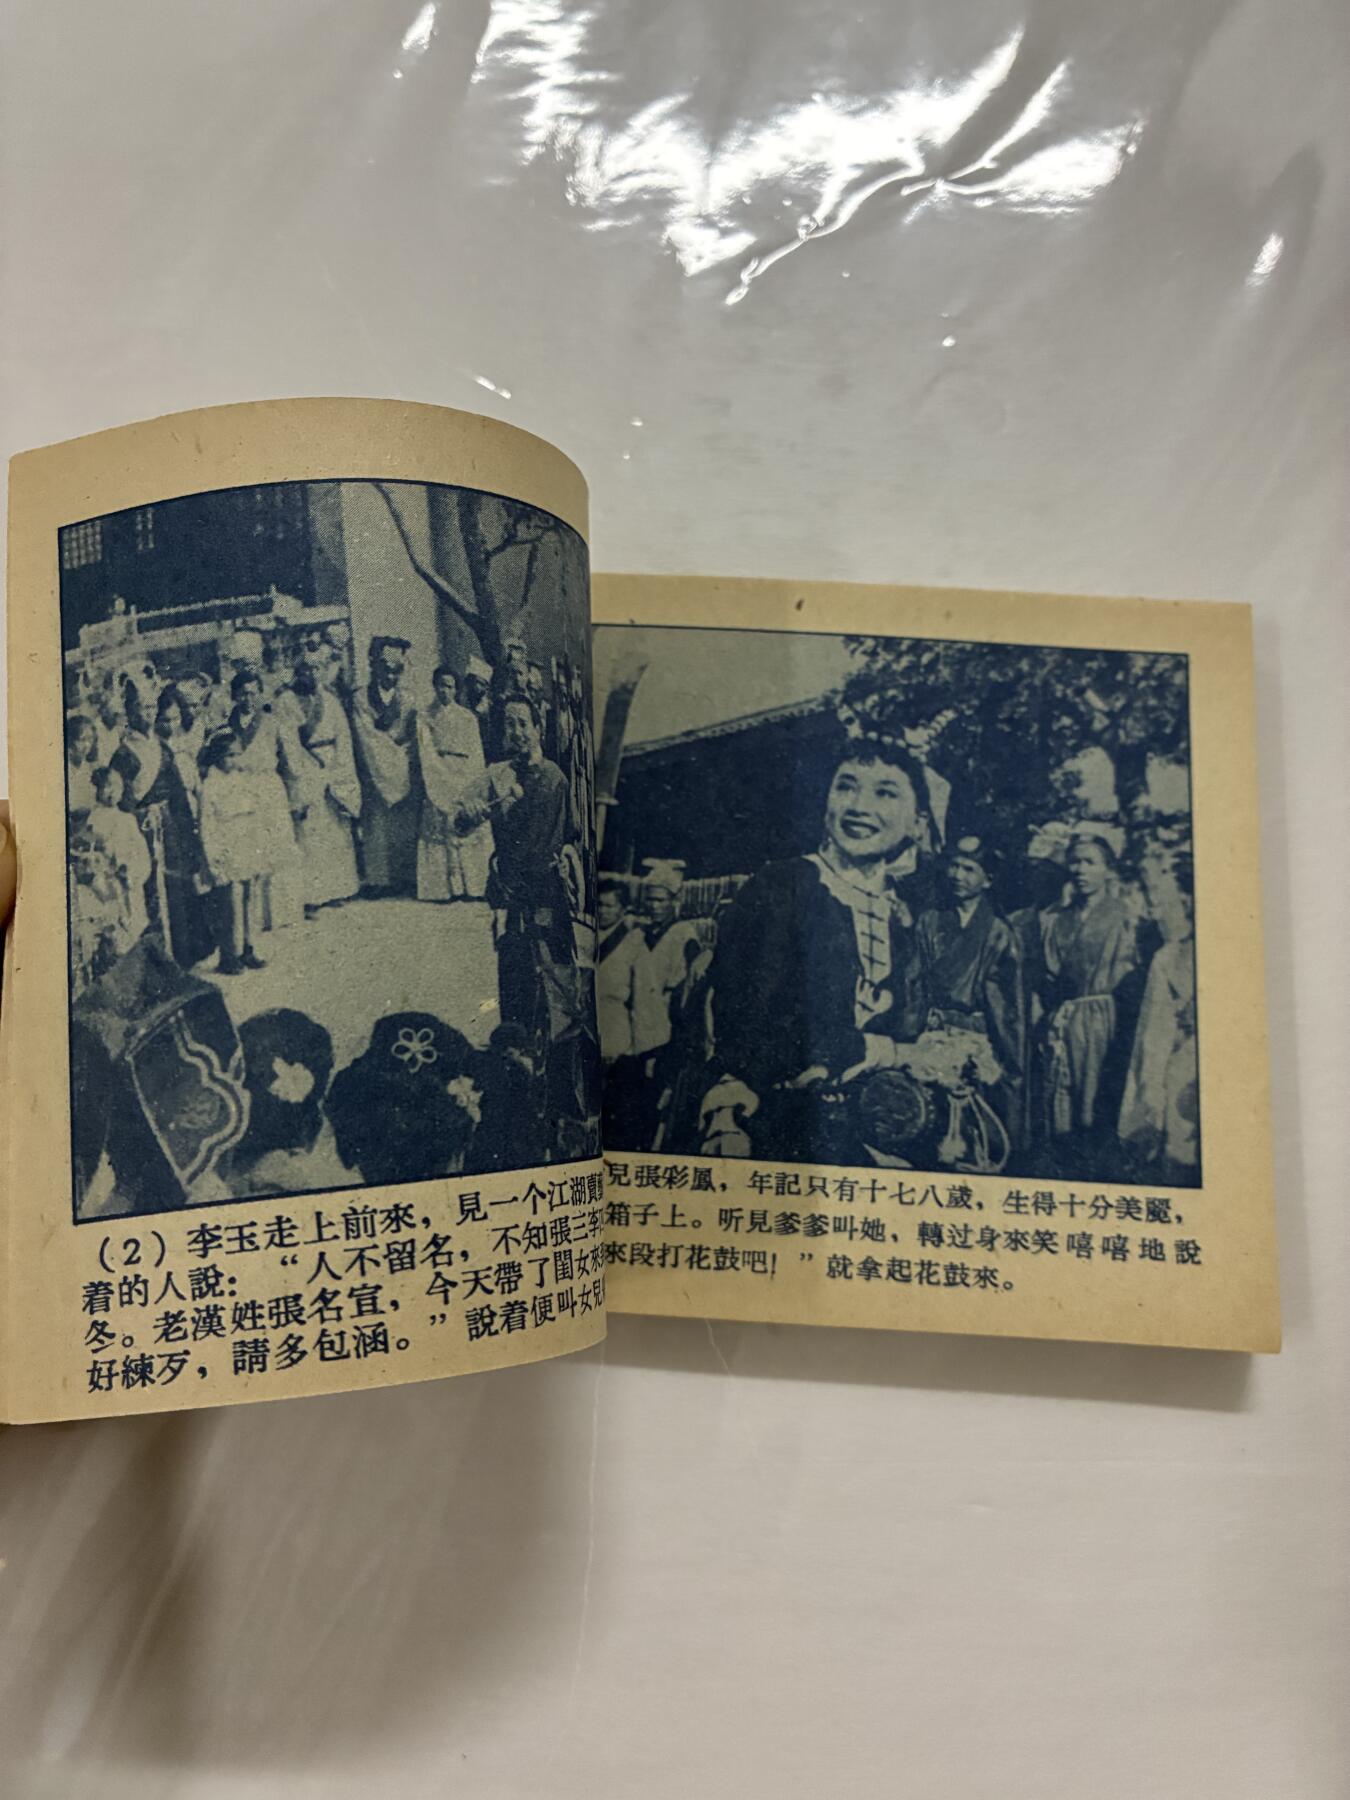 (2) 李玉走上前來，見一个江湖賣
着的人說：“人不留名，不知張三李
冬。老漢姓張名宣，今天帶了閨女來
好練歹，請多包涵。”說着便叫女兒
兒張彩鳳，年記只有十七八歲，生得十分美麗，
箱子上。听見爹爹叫她，轉过身來笑嘻嘻地說
來段打花鼓吧！”就拿起花鼓來。